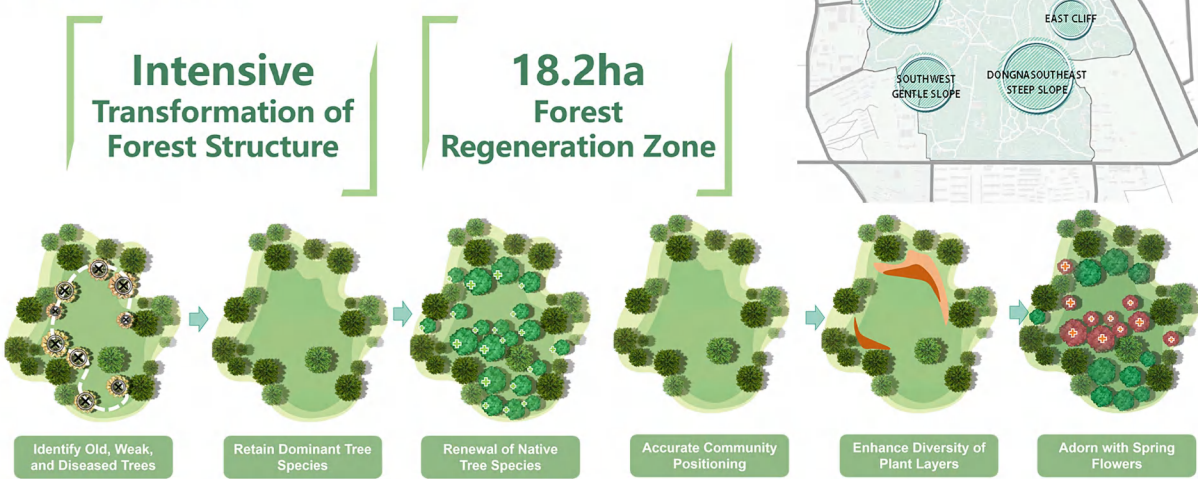 Intensive
Transformation of
Forest Structure
18.2ha
Forest
Regeneration Zone
EAST CLIFF
SOUTHWEST
GENTLE SLOPE
DONGNASOUTHEAST
STEEP SLOPE
Identify Old, Weak,
and Diseased Trees
Retain Dominant Tree
Species
Renewal of Native
Tree Species
Accurate Community
Positioning
Enhance Diversity of
Plant Layers
Adorn with Spring
Flowers